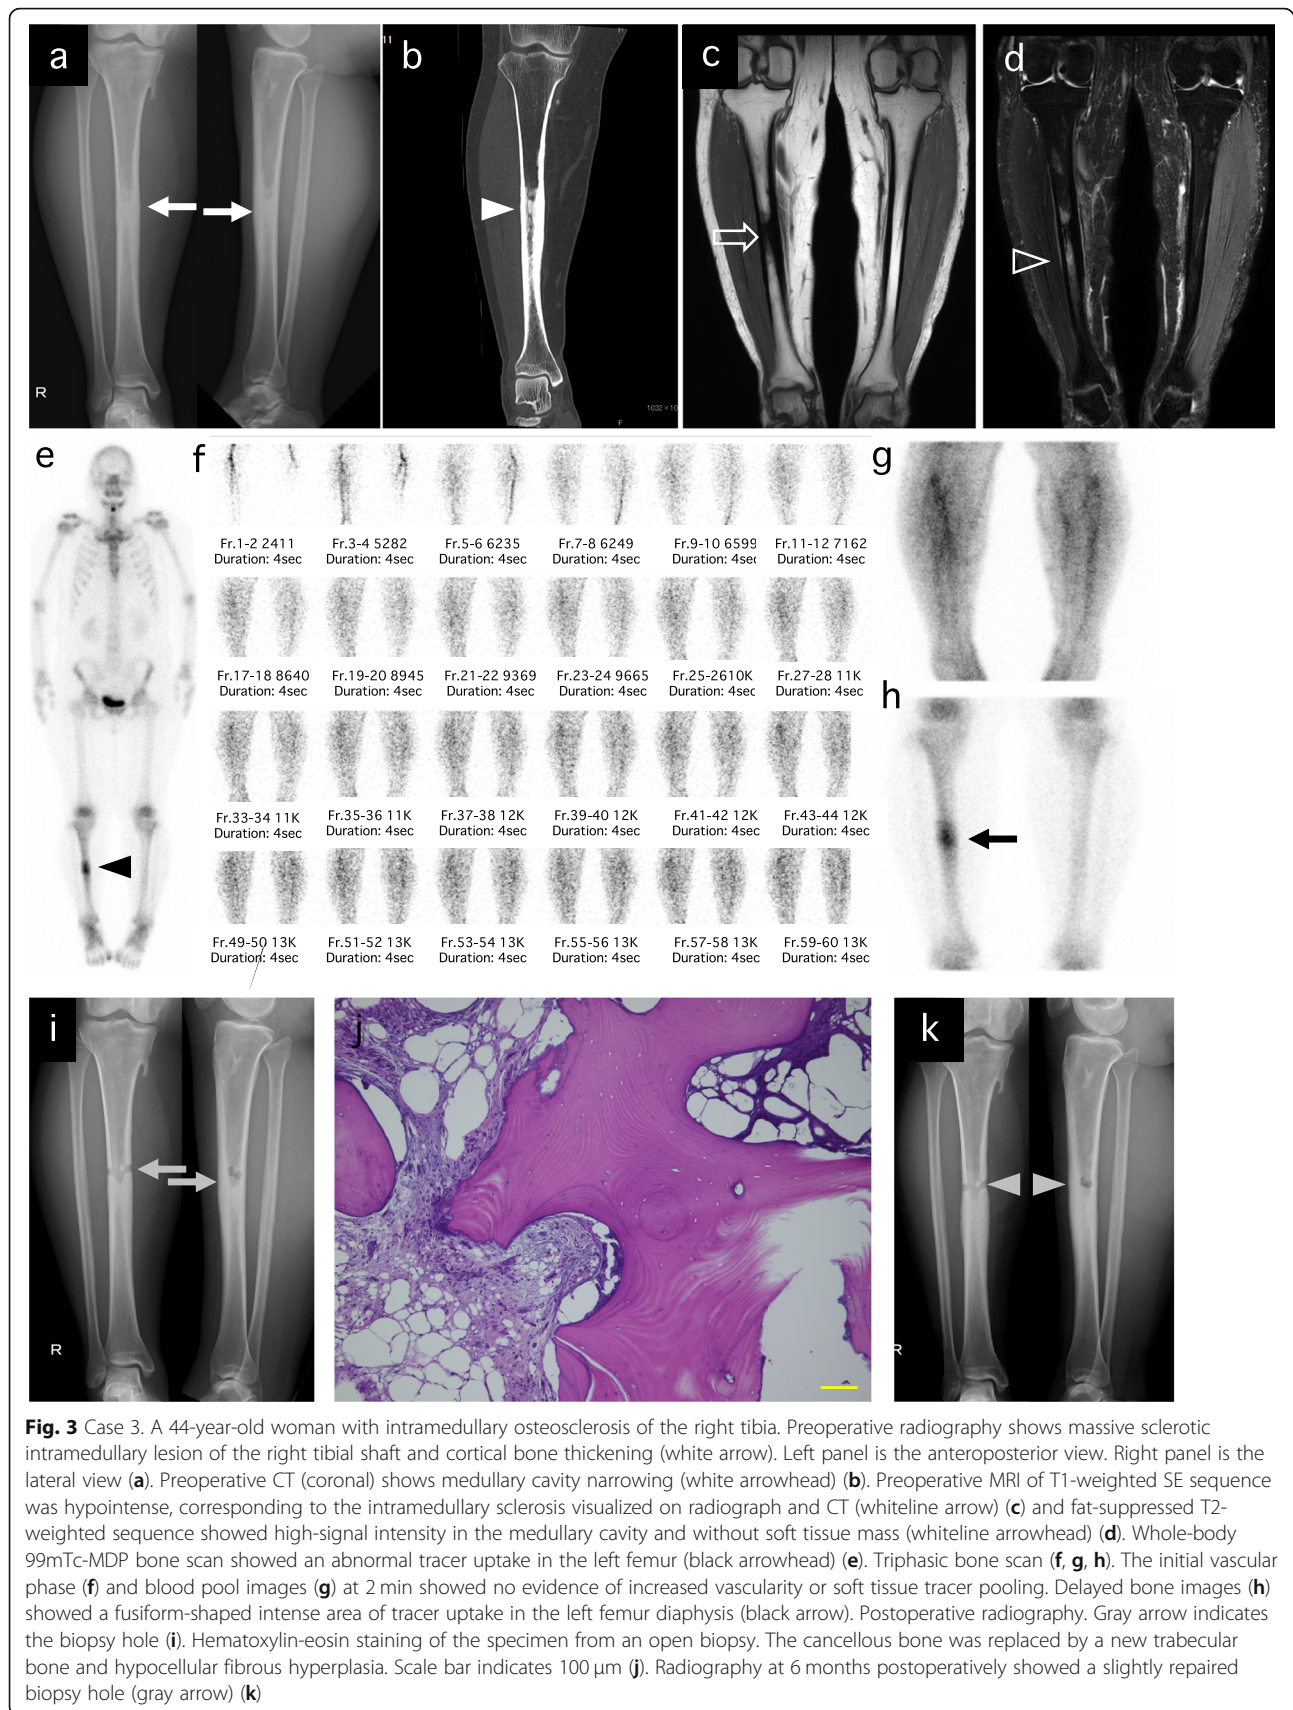 a
b
c
d
11
H
R
1032 × 10
F
e
f
g
Fr.1-2 2411 Fr.3-4 5282 Fr.5-6 6235 Fr.7-8 6249 Fr.9-10 6599 Fr.11-12 7162
Duration: 4sec Duration: 4sec Duration: 4sec Duration: 4sec Duration: 4sec Duration: 4sec
Fr.17-18 8640 Fr.19-20 8945 Fr.21-22 9369 Fr.23-24 9665 Fr.25-2610K Fr.27-28 11K
Duration: 4sec Duration: 4sec Duration: 4sec Duration: 4sec Duration: 4sec Duration: 4sec
h
Fr.33-34 11K Fr.35-36 11K Fr.37-38 12K Fr.39-40 12K Fr.41-42 12K Fr.43-44 12K
Duration: 4sec Duration: 4sec Duration: 4sec Duration: 4sec Duration: 4sec Duration: 4sec
Fr.49-50 13K Fr.51-52 13K Fr.53-54 13K Fr.55-56 13K Fr.57-58 13K Fr.59-60 13K
Duration: 4sec Duration: 4sec Duration: 4sec Duration: 4sec Duration: 4sec Duration: 4sec
i
j
k
R
R
Fig. 3 Case 3. A 44-year-old woman with intramedullary osteosclerosis of the right tibia. Preoperative radiography shows massive sclerotic
intramedullary lesion of the right tibial shaft and cortical bone thickening (white arrow). Left panel is the anteroposterior view. Right panel is the
lateral view (a). Preoperative CT (coronal) shows medullary cavity narrowing (white arrowhead) (b). Preoperative MRI of T1-weighted SE sequence
was hypointense, corresponding to the intramedullary sclerosis visualized on radiograph and CT (whiteline arrow) (c) and fat-suppressed T2-
weighted sequence showed high-signal intensity in the medullary cavity and without soft tissue mass (whiteline arrowhead) (d). Whole-body
99mTc-MDP bone scan showed an abnormal tracer uptake in the left femur (black arrowhead) (e). Triphasic bone scan (f, g, h). The initial vascular
phase (f) and blood pool images (g) at 2 min showed no evidence of increased vascularity or soft tissue tracer pooling. Delayed bone images (h)
showed a fusiform-shaped intense area of tracer uptake in the left femur diaphysis (black arrow). Postoperative radiography. Gray arrow indicates
the biopsy hole (i). Hematoxylin-eosin staining of the specimen from an open biopsy. The cancellous bone was replaced by a new trabecular
bone and hypocellular fibrous hyperplasia. Scale bar indicates 100 μm (j). Radiography at 6 months postoperatively showed a slightly repaired
biopsy hole (gray arrow) (k)